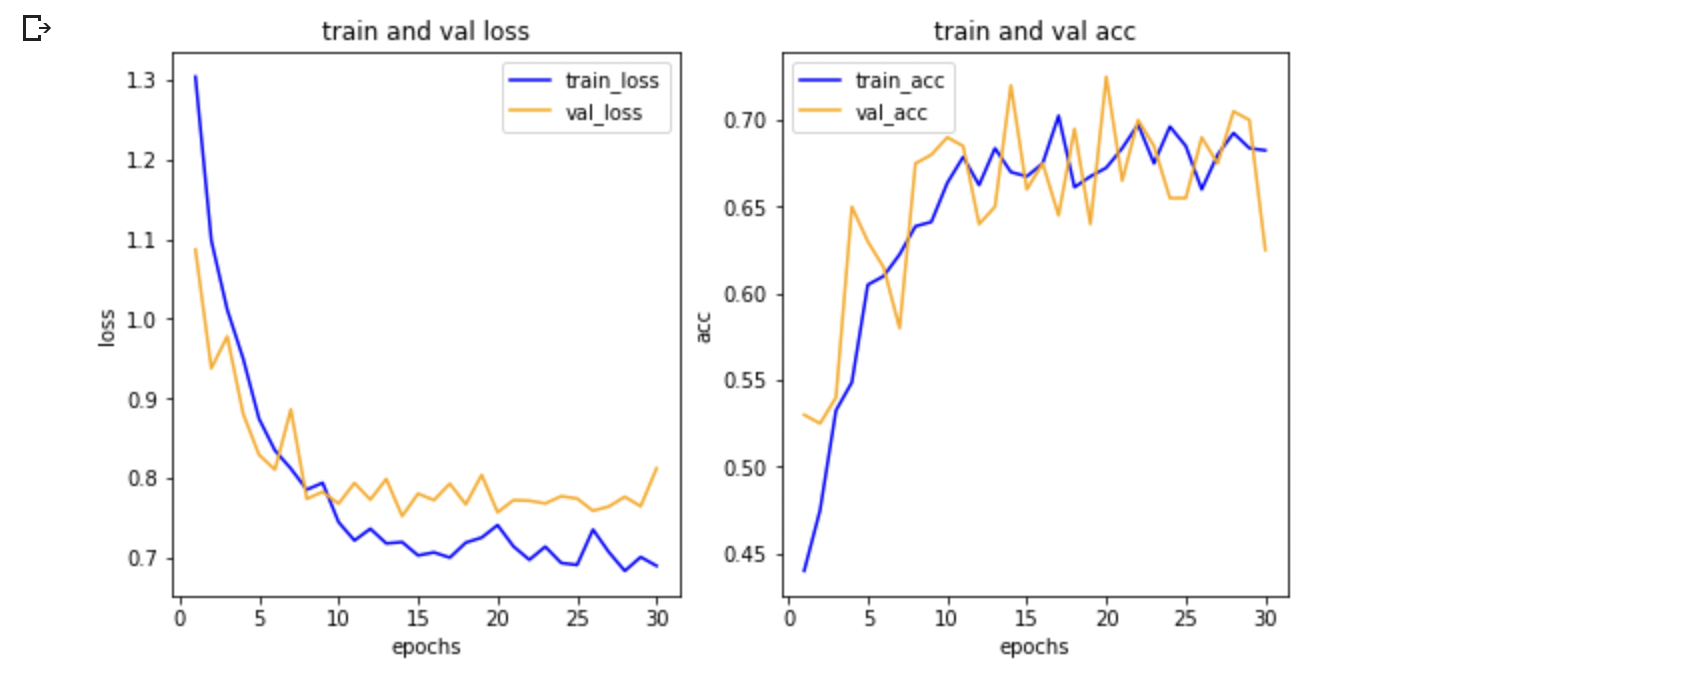 train and val loss
1.3
1.2
1.1
1.0
0.9
0.8
0.7
loss
train_loss
val_loss
0 5 10 15 20 25 30
epochs
train and val acc
0.70
0.65
0.60
0.55
0.50
0.45
acc
train_acc
val_acc
0 5 10 15 20 25 30
epochs